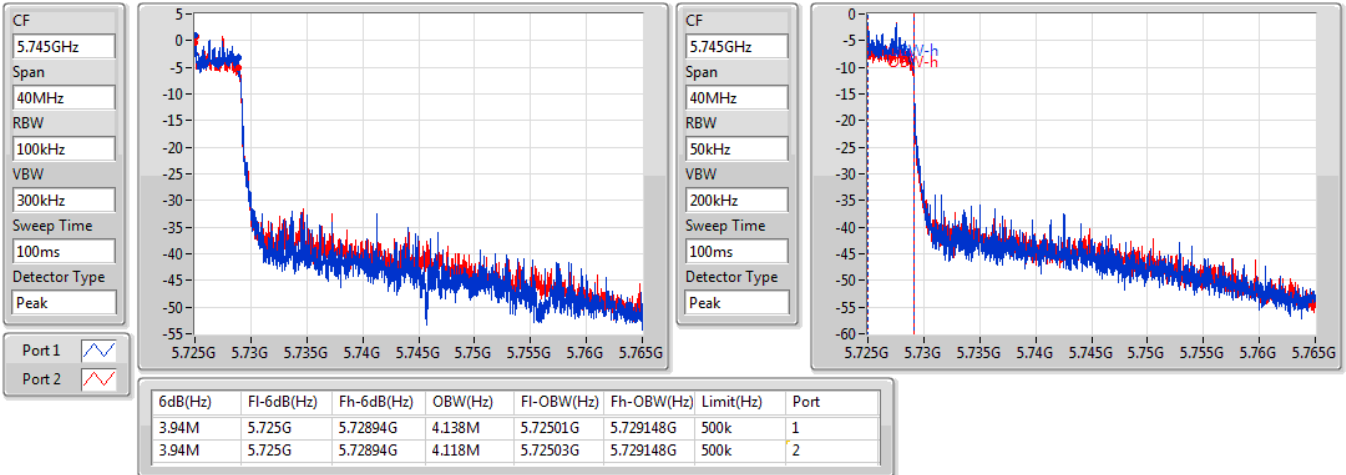 CF
5.745GHz
Span
40MHz
RBW
100kHz
VBW
300kHz
Sweep Time
100ms
Detector Type
Peak
5
0
-5
-10
-15
-20
-25
-30
-35
-40
-45
-50
-55
5.725G 5.73G 5.735G 5.74G 5.745G 5.75G 5.755G 5.76G 5.765G
CF
5.745GHz
Span
40MHz
RBW
50kHz
VBW
200kHz
Sweep Time
100ms
Detector Type
Peak
0
-5
-10
-15
-20
-25
-30
-35
-40
-45
-50
-55
-60
OBW-h
5.725G 5.73G 5.735G 5.74G 5.745G 5.75G 5.755G 5.76G 5.765G
Port 1
Port 2
6dB(Hz) Fl-6dB(Hz) Fh-6dB(Hz) OBW(Hz) Fl-OBW(Hz) Fh-OBW(Hz) Limit(Hz) Port
3.94M 5.725G 5.72894G 4.138M 5.72501G 5.729148G 500k 1
3.94M 5.725G 5.72894G 4.118M 5.72503G 5.729148G 500k 2